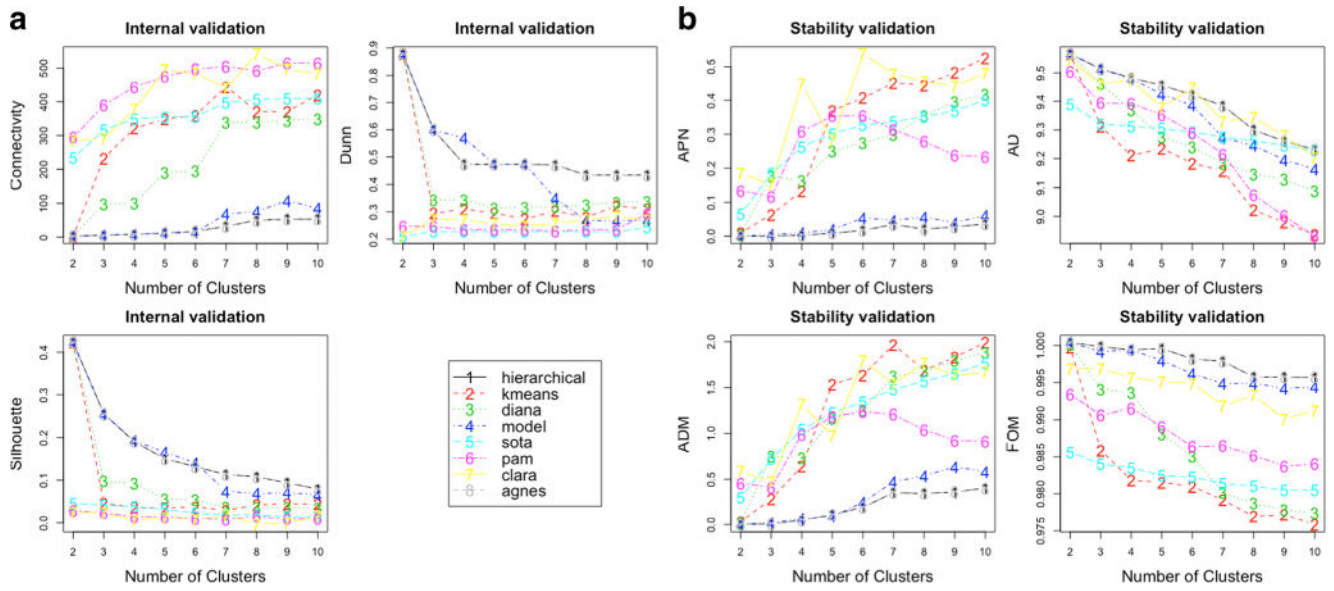 a
Internal validation
Connectivity
0 100 200 300 400 500
2 3 4 5 6 7 8 9 10
Number of Clusters
Internal validation
Dunn
0.2 0.3 0.4 0.5 0.6 0.7 0.8 0.9
2 3 4 5 6 7 8 9 10
Number of Clusters
Internal validation
Silhouette
0.0 0.1 0.2 0.3 0.4
2 3 4 5 6 7 8 9 10
Number of Clusters
1 hierarchical
2 kmeans
3 diana
4 model
5 sota
6 pam
7 clara
8 agnes
b
Stability validation
APN
0.0 0.1 0.2 0.3 0.4 0.5
2 3 4 5 6 7 8 9 10
Number of Clusters
Stability validation
AD
9.0 9.1 9.2 9.3 9.4 9.5
2 3 4 5 6 7 8 9 10
Number of Clusters
Stability validation
ADM
0.0 0.5 1.0 1.5 2.0
2 3 4 5 6 7 8 9 10
Number of Clusters
Stability validation
FOM
0.975 0.980 0.985 0.990 0.995 1.000
2 3 4 5 6 7 8 9 10
Number of Clusters